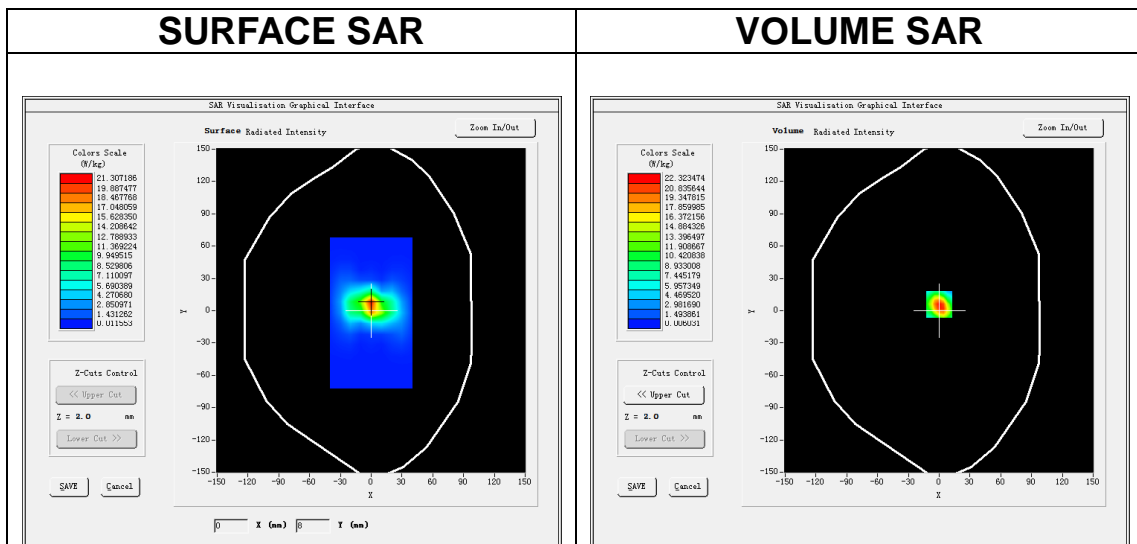 SURFACE SAR
VOLUME SAR
SAR Visualisation Graphical Interface
Surface Radiated Intensity
Zoom In/Out
Colors Scale
(W/kg)
21.307186
19.887477
18.467768
17.048059
15.628350
14.208642
12.788933
11.369224
9.949515
8.529806
7.110097
5.690389
4.270680
2.850971
1.431262
0.011553
Z-Cuts Control
<< Upper Cut
Z = 2.0 mm
Lower Cut >>
SAVE
Cancel
150
120
90
60
30
0
-30
-60
-90
-120
-150
Y
-150 -120 -90 -60 -30 0 30 60 90 120 150
X
0 X (mm) 8 Y (mm)
SAR Visualisation Graphical Interface
Volume Radiated Intensity
Zoom In/Out
Colors Scale
(W/kg)
22.323474
20.835644
19.347815
17.859985
16.372156
14.884326
13.396497
11.908667
10.420838
8.933008
7.445179
5.957349
4.469520
2.981690
1.493861
0.006031
Z-Cuts Control
<< Upper Cut
Z = 2.0 mm
Lower Cut >>
SAVE
Cancel
150
120
90
60
30
0
-30
-60
-90
-120
-150
Y
-150 -120 -90 -60 -30 0 30 60 90 120 150
X